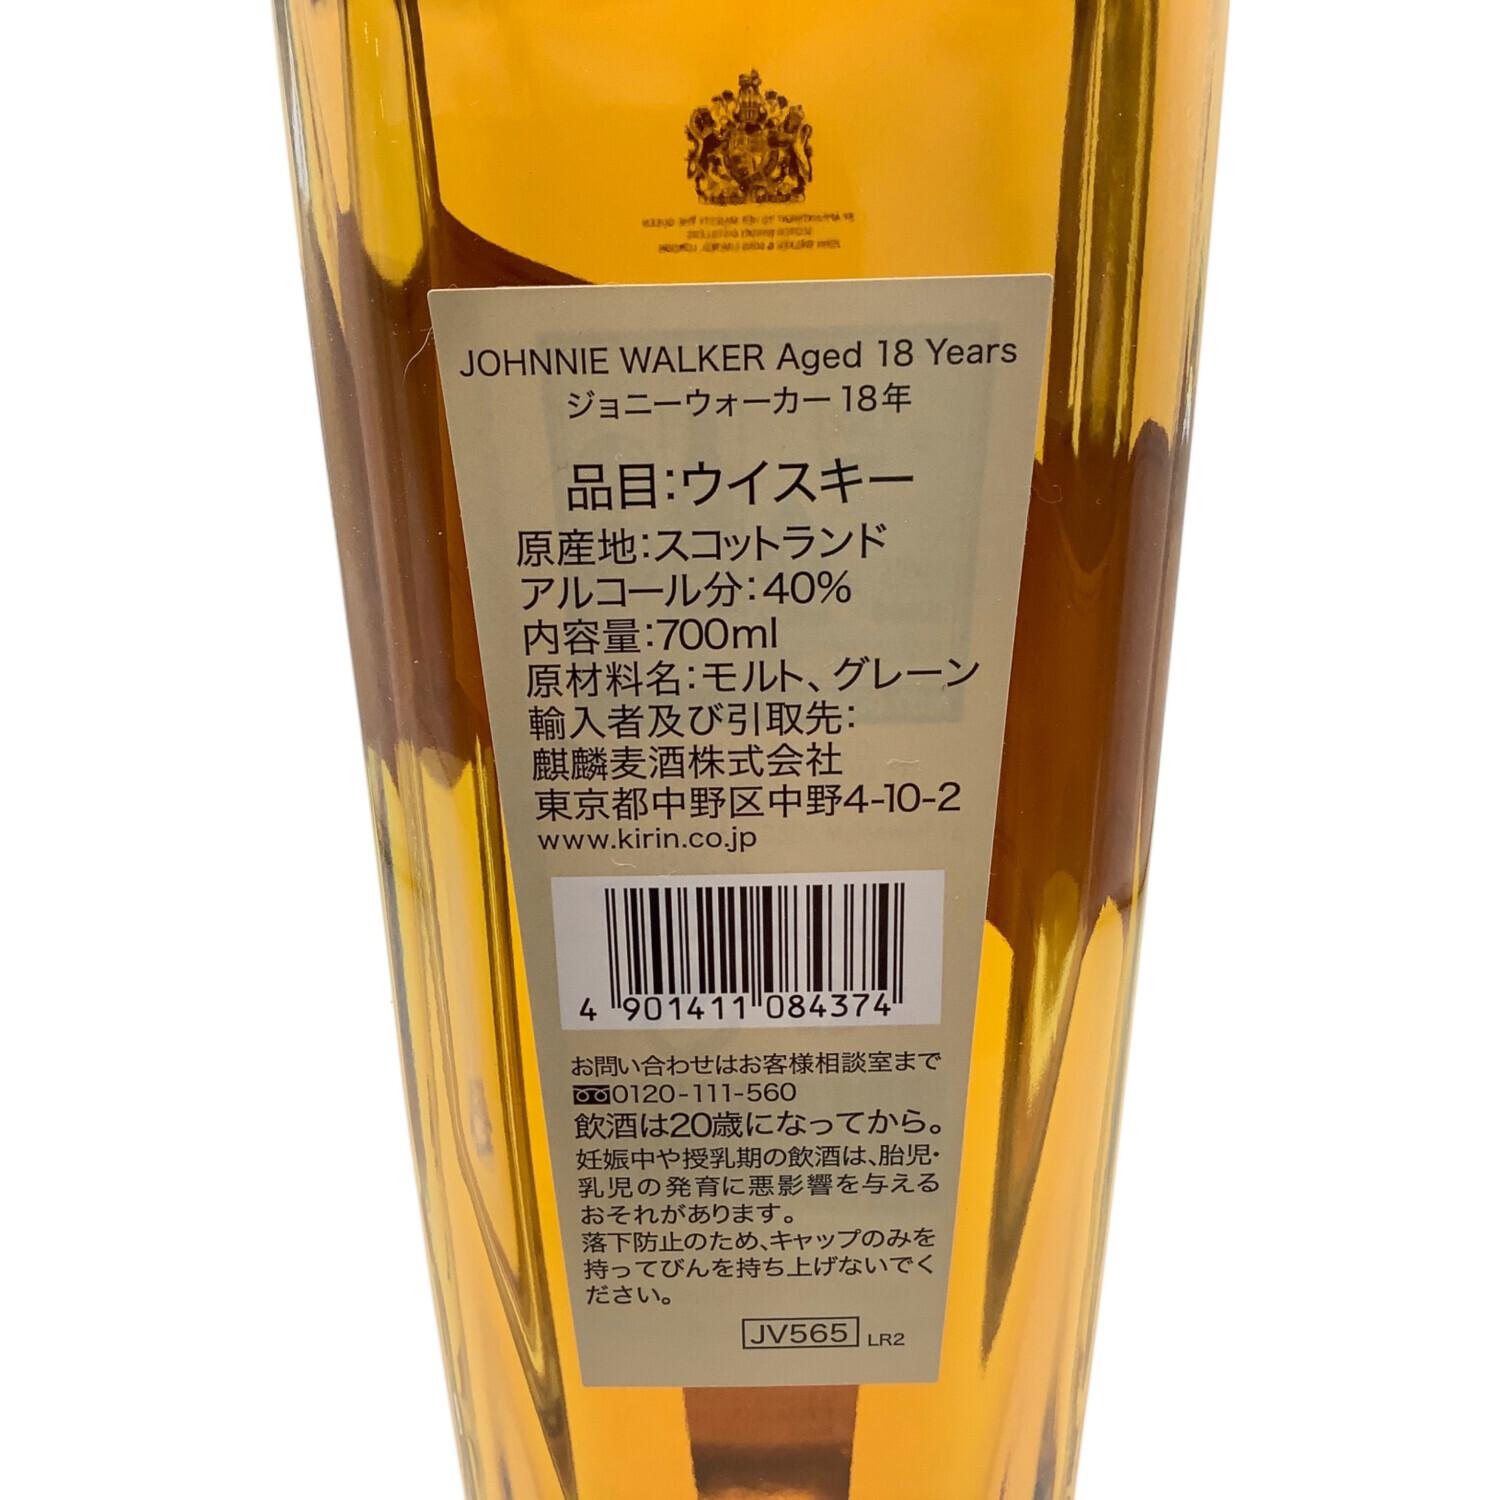 JOHNNIE WALKER Aged 18 Years
ジョニーウォーカー 18年
品目:ウイスキー
原産地:スコットランド
アルコール分:40%
内容量:700ml
原材料名:モルト、グレーン
輸入者及び引取先:
麒麟麦酒株式会社
東京都中野区中野4-10-2
www.kirin.co.jp
4 901411 084374
お問い合わせはお客様相談室まで
0120-111-560
飲酒は20歳になってから。
妊娠中や授乳期の飲酒は、胎児・
乳児の発育に悪影響を与える
おそれがあります。
落下防止のため、キャップのみを
持ってびんを持ち上げないでく
ださい。
JV565 LR2